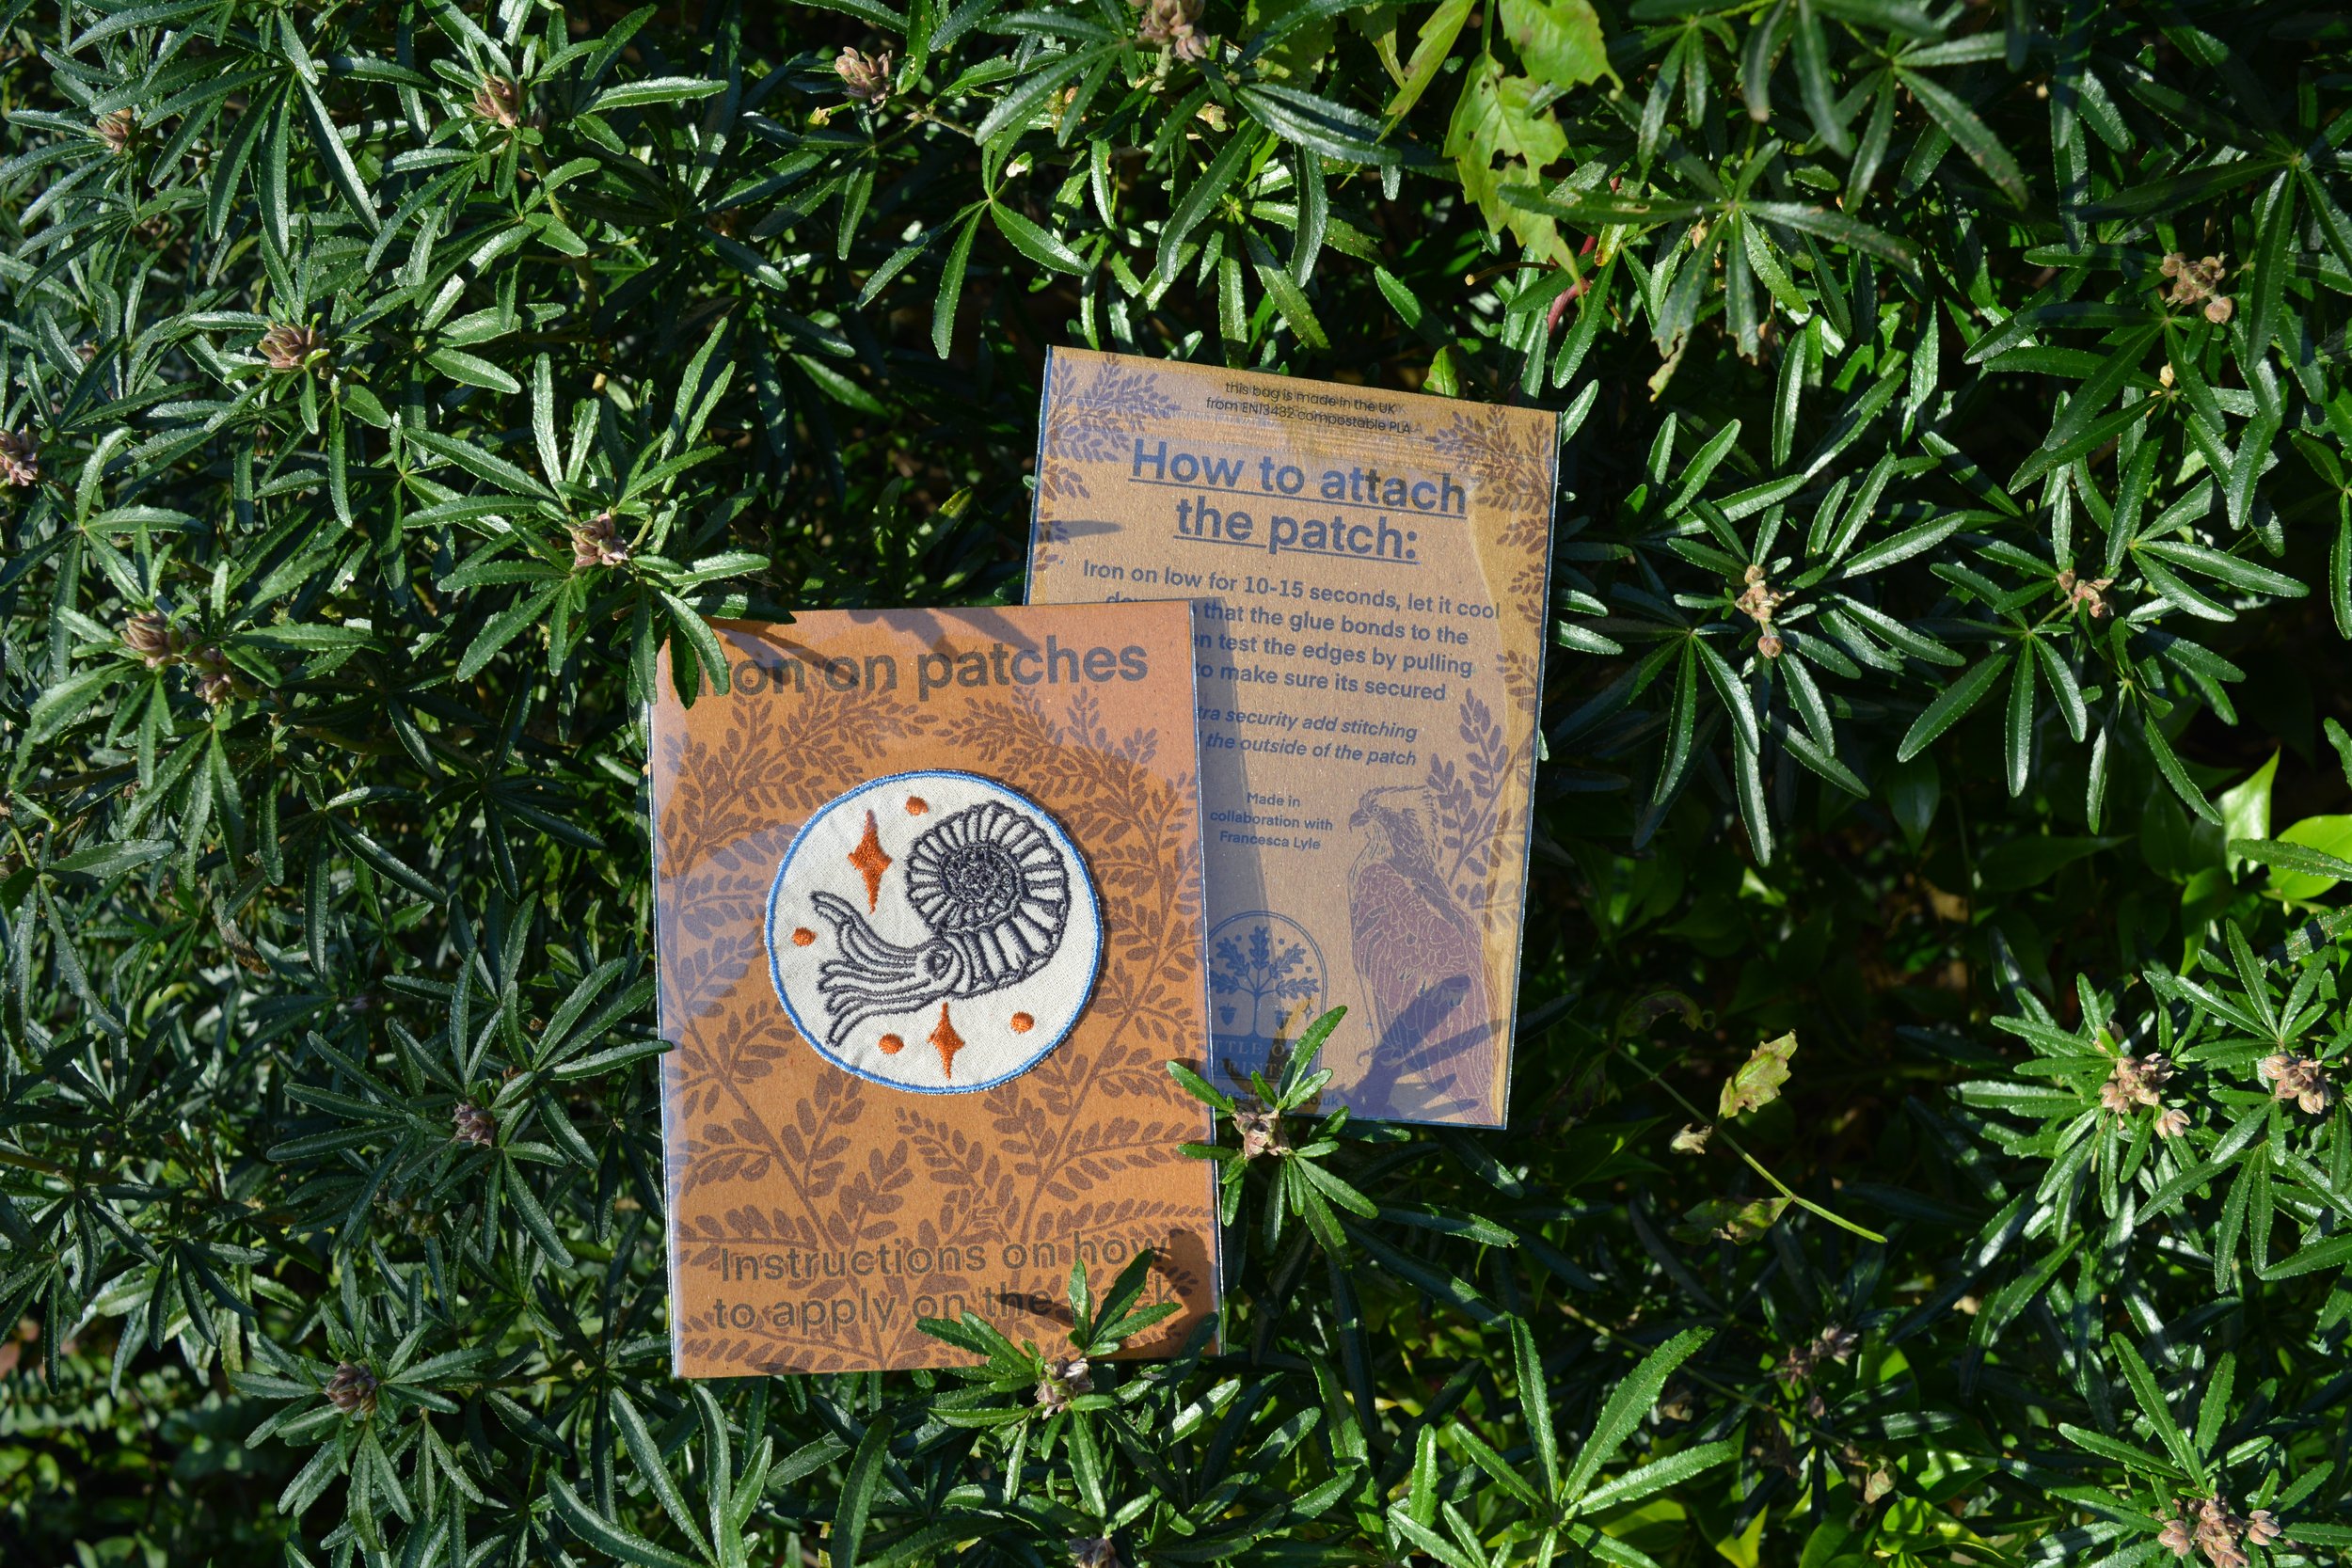 this bag is made in the UK
from EN13432 compostable PLA
How to attach
the patch:
Iron on low for 10-15 seconds, let it cool
that the glue bonds to the
test the edges by pulling
make sure its secured
security add stitching
the outside of the patch
Made in
collaboration with
Francesca Lyle
Iron on patches
Instructions on how
to apply on the back